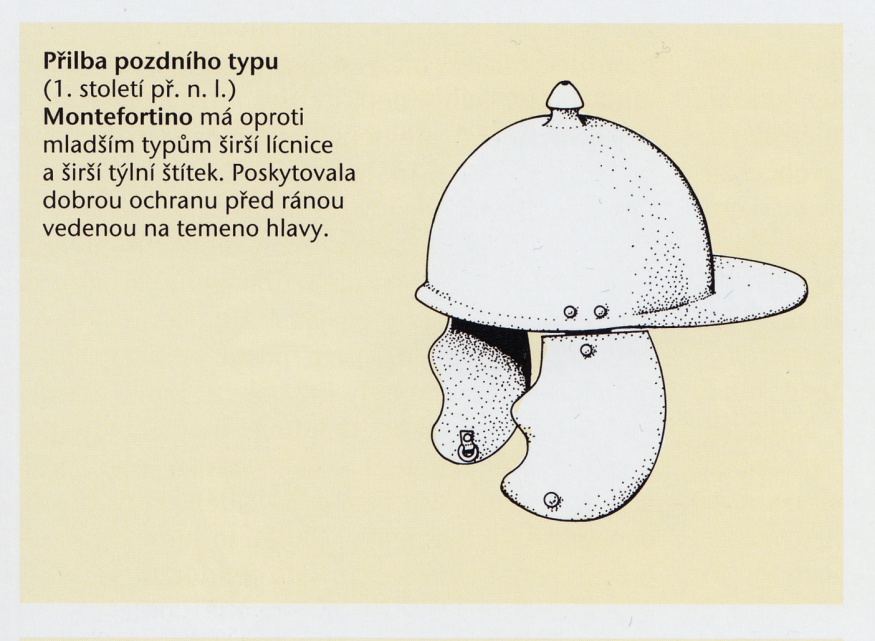 Přilba pozdního typu
(1. století př. n. l.)
Montefortino má oproti
mladším typům širší lícnice
a širší týlní štítek. Poskytovala
dobrou ochranu před ránou
vedenou na temeno hlavy.